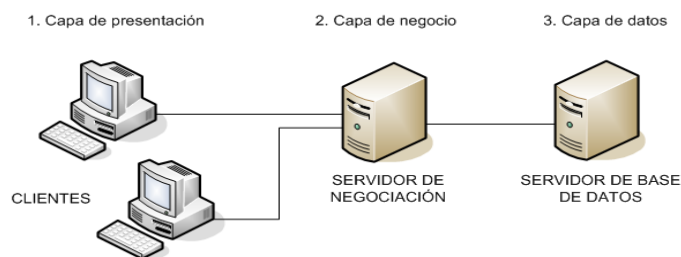 1. Capa de presentación
2. Capa de negocio
3. Capa de datos
CLIENTES
SERVIDOR DE
NEGOCIACIÓN
SERVIDOR DE BASE
DE DATOS